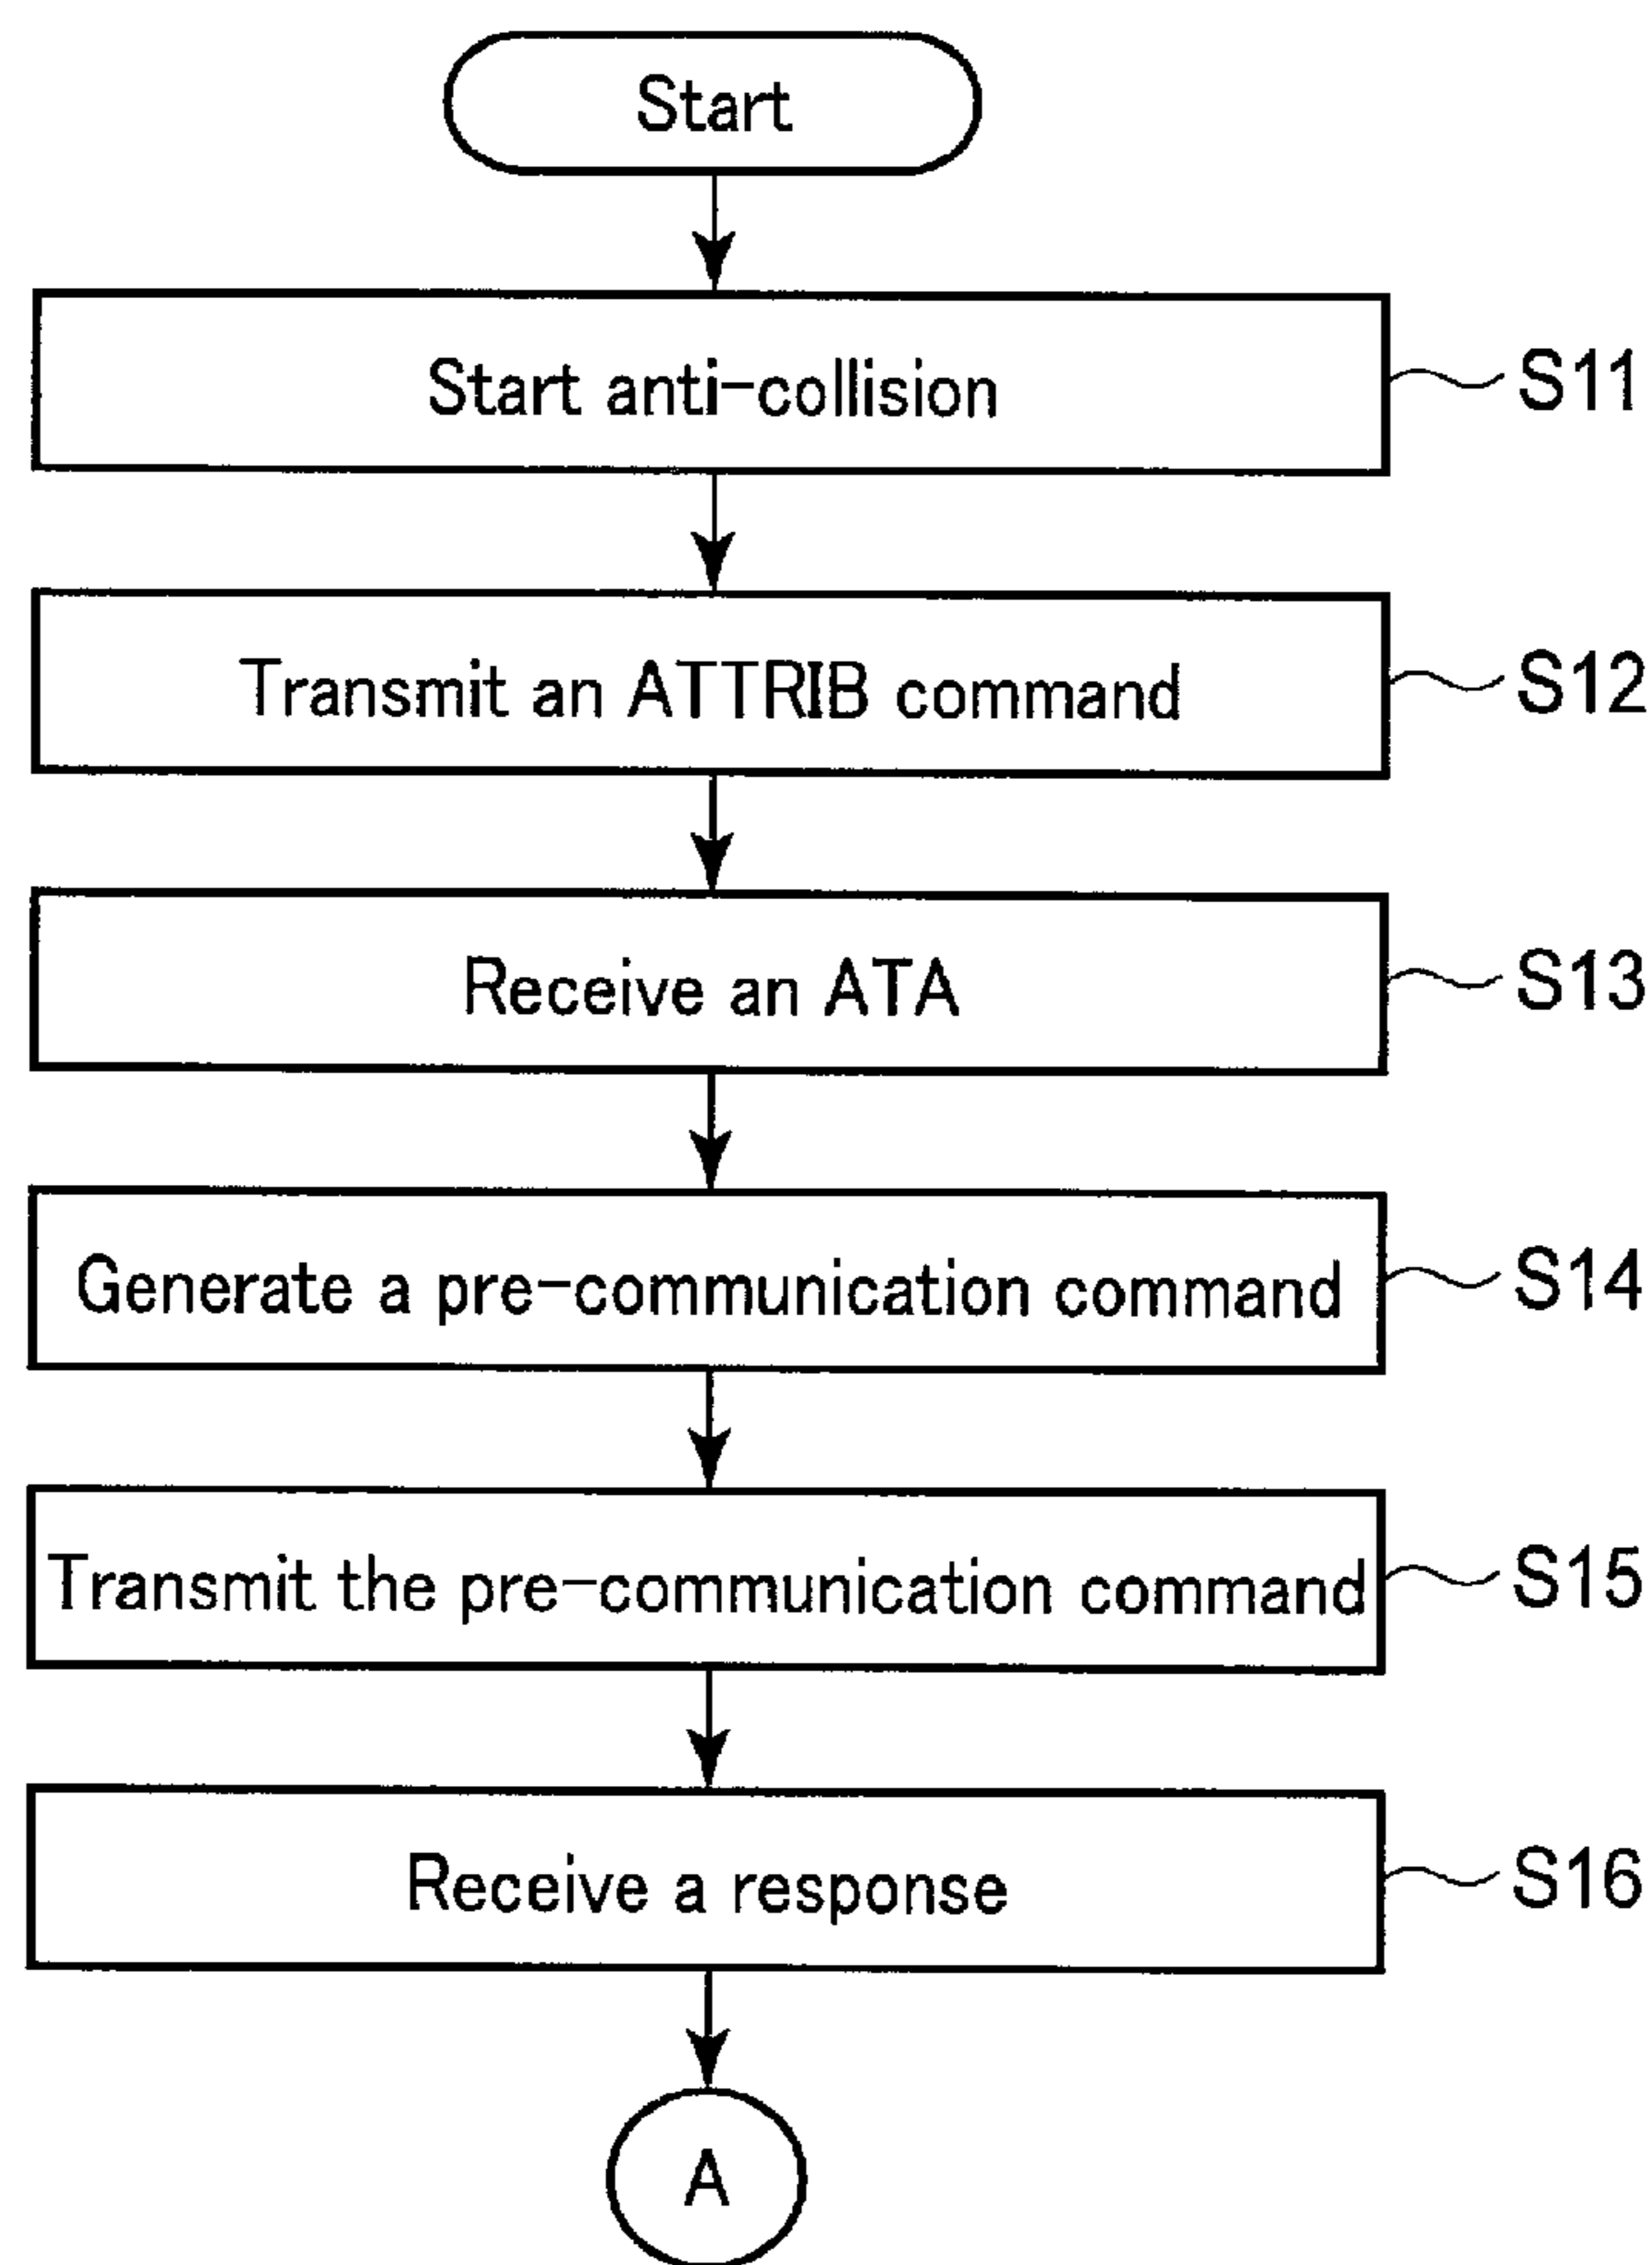 Start
Start anti-collision
S11
Transmit an ATTRIB command
S12
Receive an ATA
S13
Generate a pre-communication command
S14
Transmit the pre-communication command
S15
Receive a response
S16
A